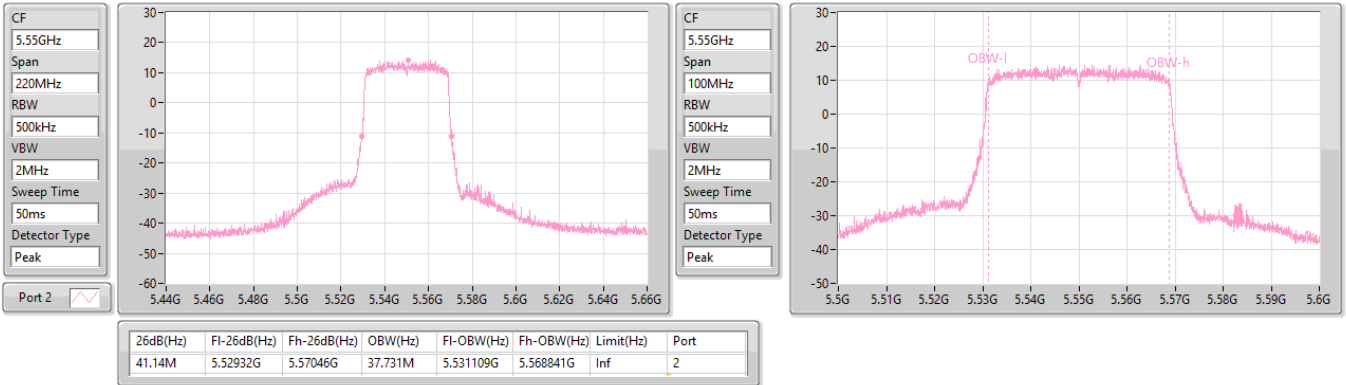 CF
5.55GHz
Span
220MHz
RBW
500kHz
VBW
2MHz
Sweep Time
50ms
Detector Type
Peak
Port 2
30-
20-
10-
0-
-10-
-20-
-30-
-40-
-50-
-60-
5.44G 5.46G 5.48G 5.5G 5.52G 5.54G 5.56G 5.58G 5.6G 5.62G 5.64G 5.66G
CF
5.55GHz
Span
100MHz
RBW
500kHz
VBW
2MHz
Sweep Time
50ms
Detector Type
Peak
30-
20-
10-
0-
-10-
-20-
-30-
-40-
-50-
OBW-l
OBW-h
5.5G 5.51G 5.52G 5.53G 5.54G 5.55G 5.56G 5.57G 5.58G 5.59G 5.6G
26dB(Hz) Fl-26dB(Hz) Fh-26dB(Hz) OBW(Hz) Fl-OBW(Hz) Fh-OBW(Hz) Limit(Hz) Port
41.14M 5.52932G 5.57046G 37.731M 5.531109G 5.568841G Inf 2